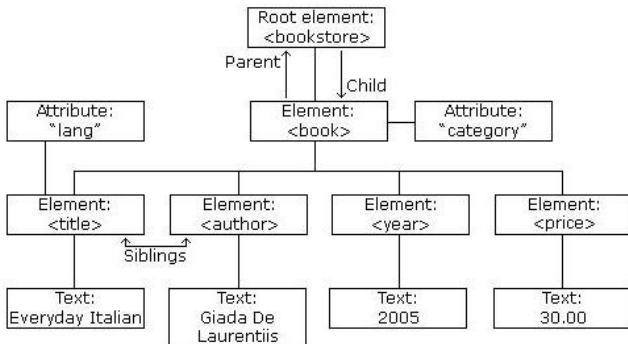 Root element:
<bookstore>
Parent
Child
Attribute:
"lang"
Element:
<book>
Attribute:
"category"
Element:
<title>
Element:
<author>
Element:
<year>
Element:
<price>
Siblings
Text:
Everyday Italian
Text:
Giada De
Laurentiis
Text:
2005
Text:
30.00